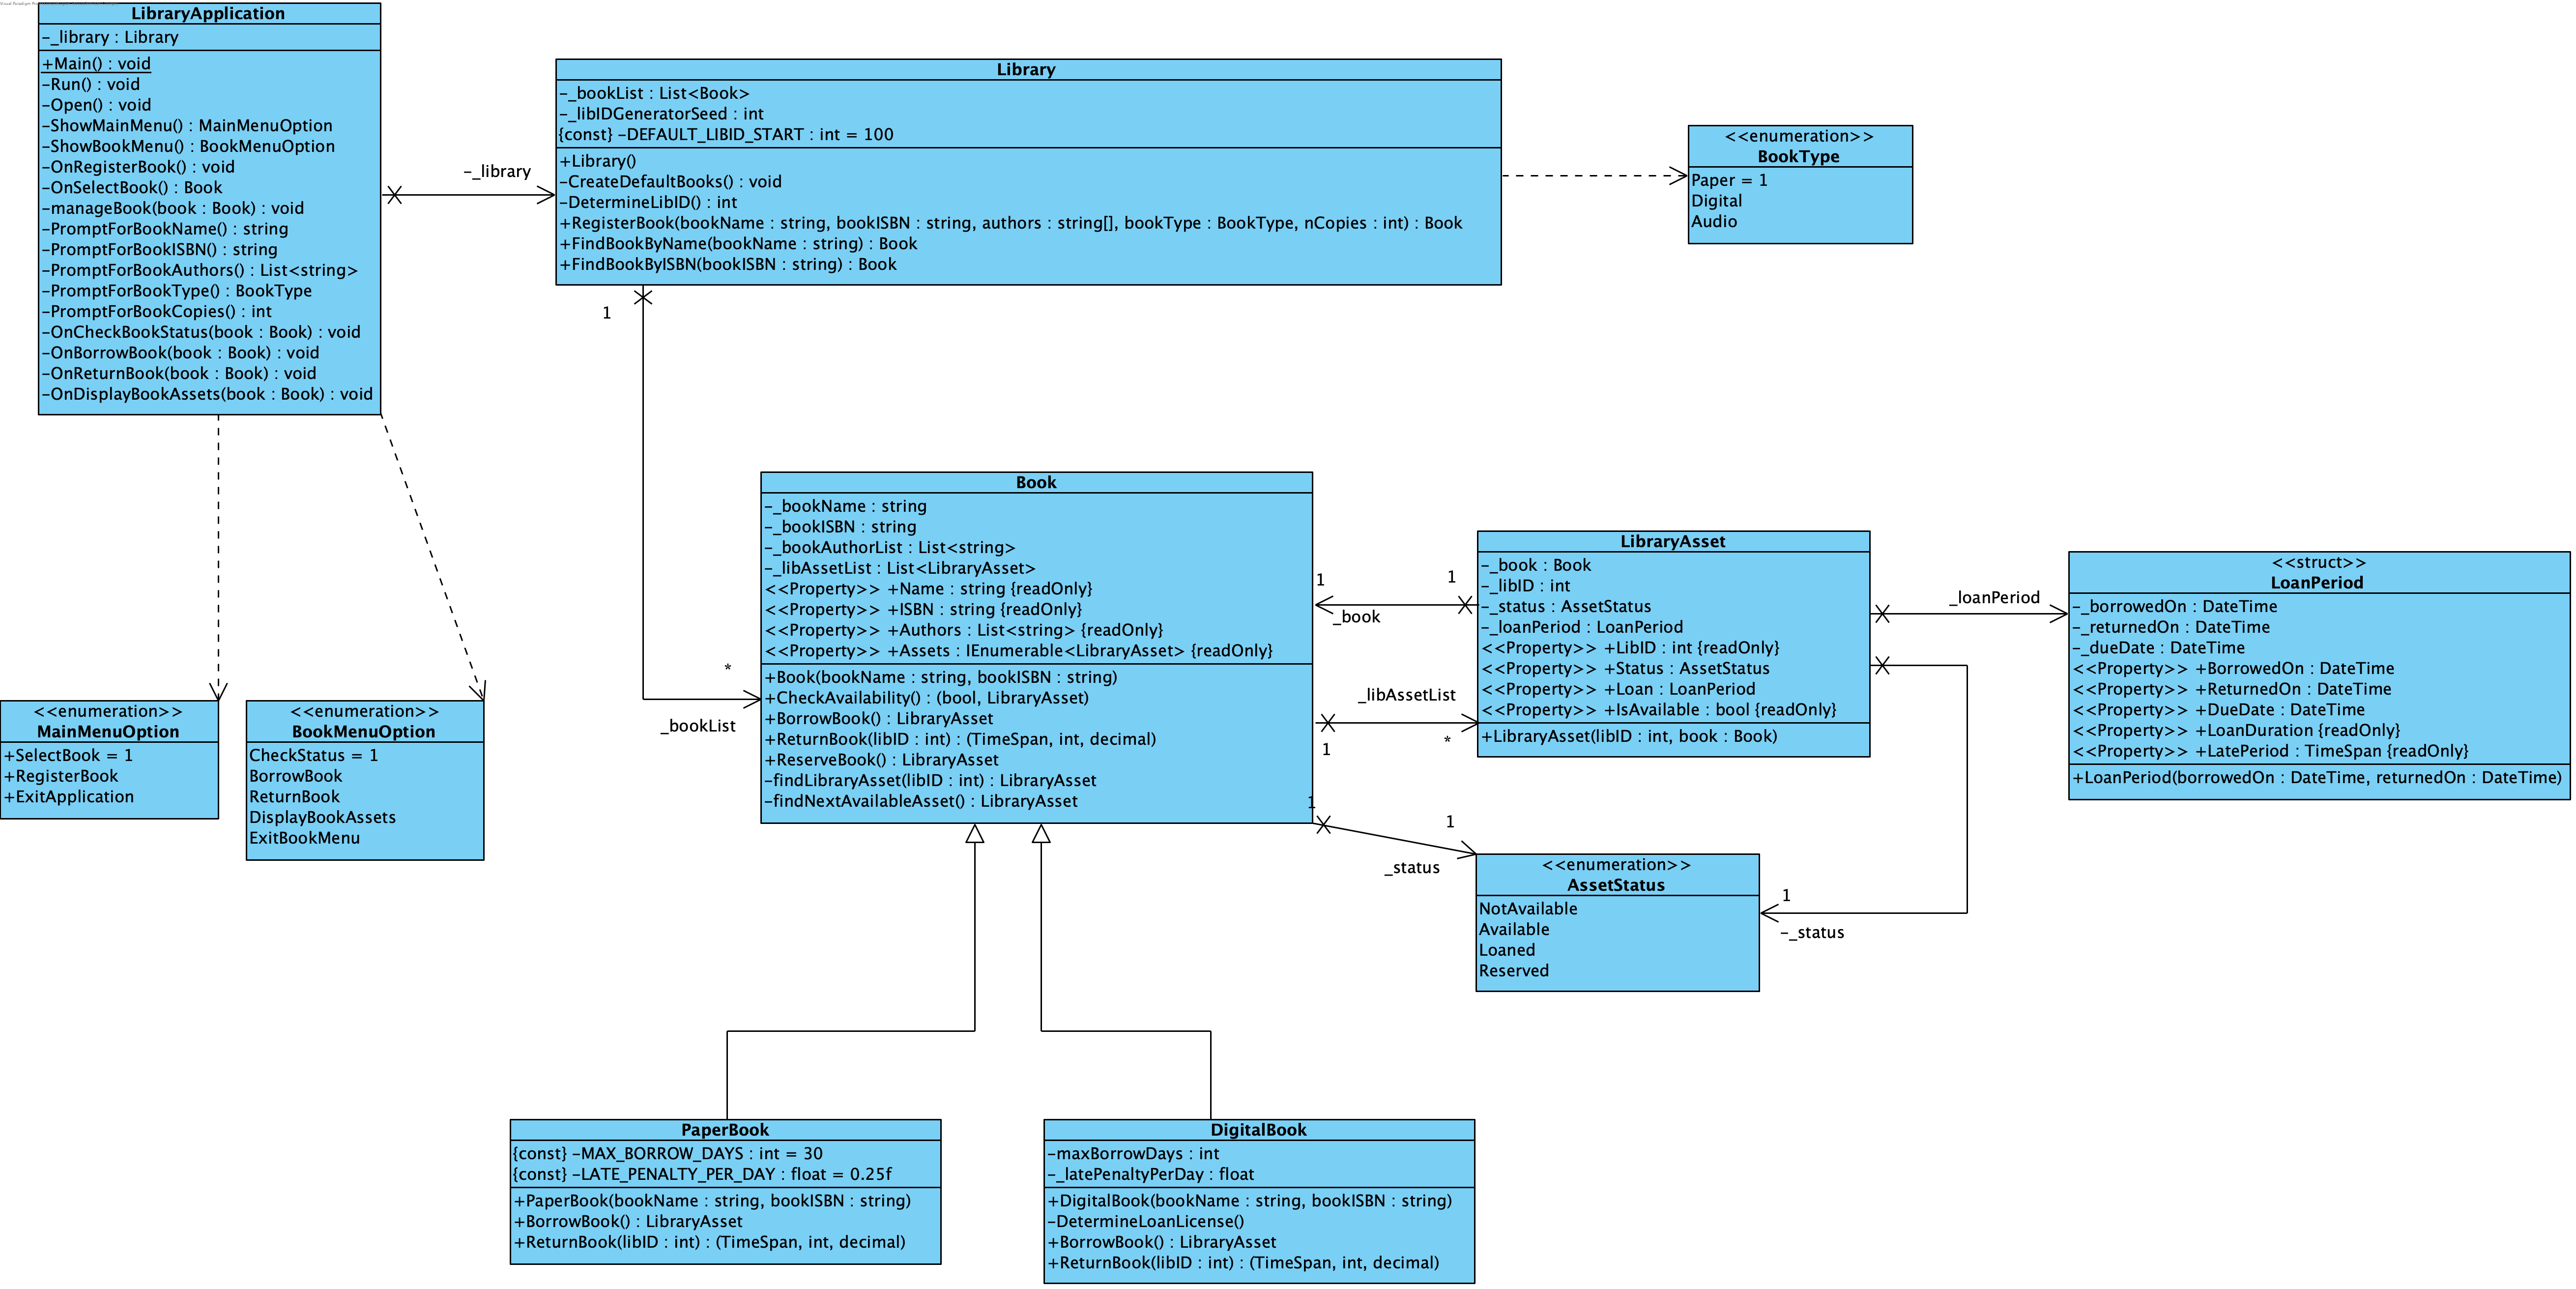 LibraryApplication
-_library : Library
+Main() : void
-Run() : void
-Open() : void
-ShowMainMenu() : MainMenuOption
-ShowBookMenu() : BookMenuOption
-OnRegisterBook() : void
-OnSelectBook() : Book
-manageBook(book : Book) : void
-PromptForBookName() : string
-PromptForBookISBN() : string
-PromptForBookAuthors() : List<string>
-PromptForBookType() : BookType
-PromptForBookCopies() : int
-OnCheckBookStatus(book : Book) : void
-OnBorrowBook(book : Book) : void
-OnReturnBook(book : Book) : void
-OnDisplayBookAssets(book : Book) : void
-_library
Library
-_bookList : List<Book>
-_libIDGeneratorSeed : int
{const} -DEFAULT_LIBID_START : int = 100
+Library()
-CreateDefaultBooks() : void
-DetermineLibID() : int
+RegisterBook(bookName : string, bookISBN : string, authors : string[], bookType : BookType, nCopies : int) : Book
+FindBookByName(bookName : string) : Book
+FindBookByISBN(bookISBN : string) : Book
<<enumeration>>
BookType
Paper = 1
Digital
Audio
1
*
_bookList
Book
-_bookName : string
-_bookISBN : string
-_bookAuthorList : List<string>
-_libAssetList : List<LibraryAsset>
<<Property>> +Name : string {readOnly}
<<Property>> +ISBN : string {readOnly}
<<Property>> +Authors : List<string> {readOnly}
<<Property>> +Assets : IEnumerable<LibraryAsset> {readOnly}
+Book(bookName : string, bookISBN : string)
+CheckAvailability() : (bool, LibraryAsset)
+BorrowBook() : LibraryAsset
+ReturnBook(libID : int) : (TimeSpan, int, decimal)
+ReserveBook() : LibraryAsset
-findLibraryAsset(libID : int) : LibraryAsset
-findNextAvailableAsset() : LibraryAsset
1
1
_book
_libAssetList
1
*
LibraryAsset
-_book : Book
-_libID : int
-_status : AssetStatus
-_loanPeriod : LoanPeriod
<<Property>> +LibID : int {readOnly}
<<Property>> +Status : AssetStatus
<<Property>> +Loan : LoanPeriod
<<Property>> +IsAvailable : bool {readOnly}
+LibraryAsset(libID : int, book : Book)
_loanPeriod
<<struct>>
LoanPeriod
-_borrowedOn : DateTime
-_returnedOn : DateTime
-_dueDate : DateTime
<<Property>> +BorrowedOn : DateTime
<<Property>> +ReturnedOn : DateTime
<<Property>> +DueDate : DateTime
<<Property>> +LoanDuration {readOnly}
<<Property>> +LatePeriod : TimeSpan {readOnly}
+LoanPeriod(borrowedOn : DateTime, returnedOn : DateTime)
1
1
_status
<<enumeration>>
AssetStatus
NotAvailable
Available
Loaned
Reserved
1
-_status
<<enumeration>>
MainMenuOption
+SelectBook = 1
+RegisterBook
+ExitApplication
<<enumeration>>
BookMenuOption
CheckStatus = 1
BorrowBook
ReturnBook
DisplayBookAssets
ExitBookMenu
PaperBook
{const} -MAX_BORROW_DAYS : int = 30
{const} -LATE_PENALTY_PER_DAY : float = 0.25f
+PaperBook(bookName : string, bookISBN : string)
+BorrowBook() : LibraryAsset
+ReturnBook(libID : int) : (TimeSpan, int, decimal)
DigitalBook
-maxBorrowDays : int
-_latePenaltyPerDay : float
+DigitalBook(bookName : string, bookISBN : string)
-DetermineLoanLicense()
+BorrowBook() : LibraryAsset
+ReturnBook(libID : int) : (TimeSpan, int, decimal)